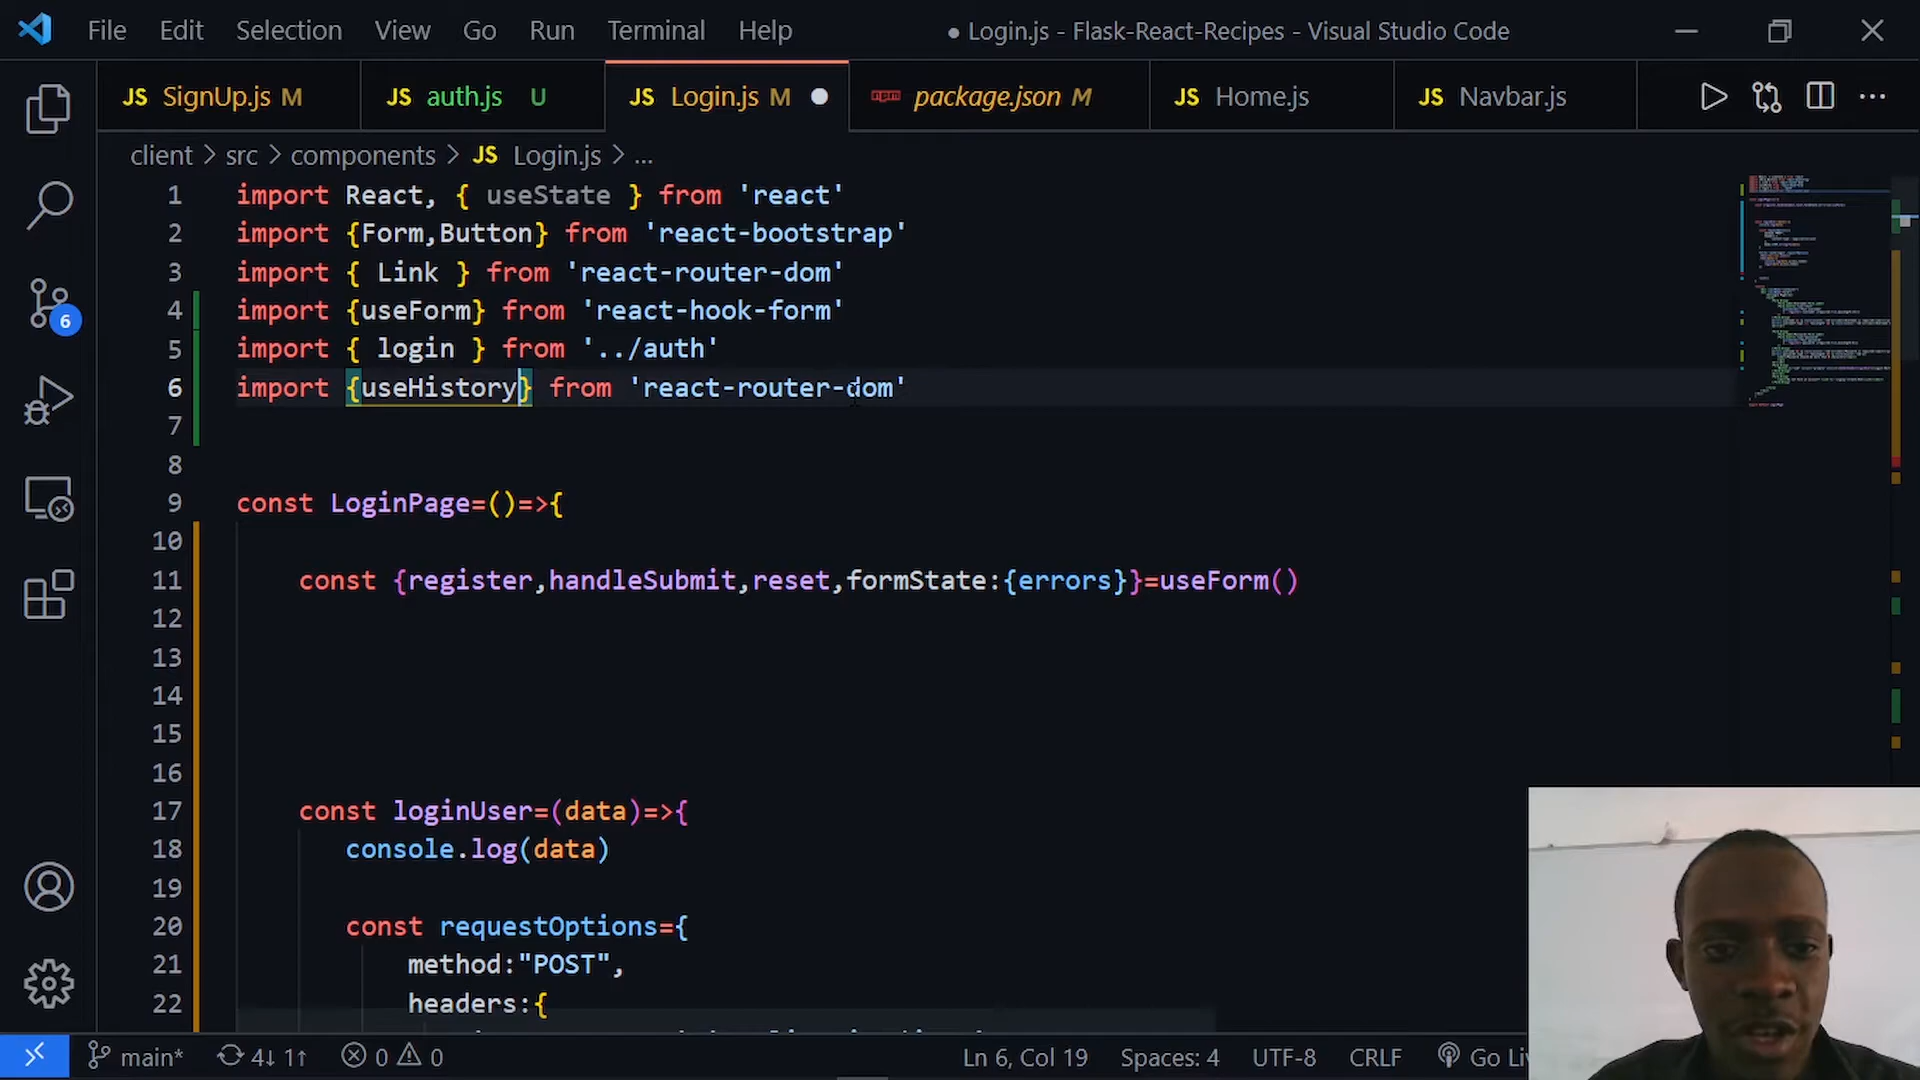 File Edit Selection View Go Run Terminal Help
● Login.js - Flask-React-Recipes - Visual Studio Code
JS SignUp.js M
JS auth.js U
JS Login.js M
package.json M
JS Home.js
JS Navbar.js
client > src > components > JS Login.js > ...
1 import React, { useState } from 'react'
2 import {Form,Button} from 'react-bootstrap'
3 import { Link } from 'react-router-dom'
4 import {useForm} from 'react-hook-form'
5 import { login } from '../auth'
6 import {useHistory} from 'react-router-dom'
7
8
9 const LoginPage=()=>{
10
11 const {register,handleSubmit,reset,formState:{errors}}=useForm()
12
13
14
15
16
17 const loginUser=(data)=>{
18 console.log(data)
19
20 const requestOptions={
21 method:"POST",
22 headers:{
6
main* 4↓ 1↑ 0 0 Ln 6, Col 19 Spaces: 4 UTF-8 CRLF Go